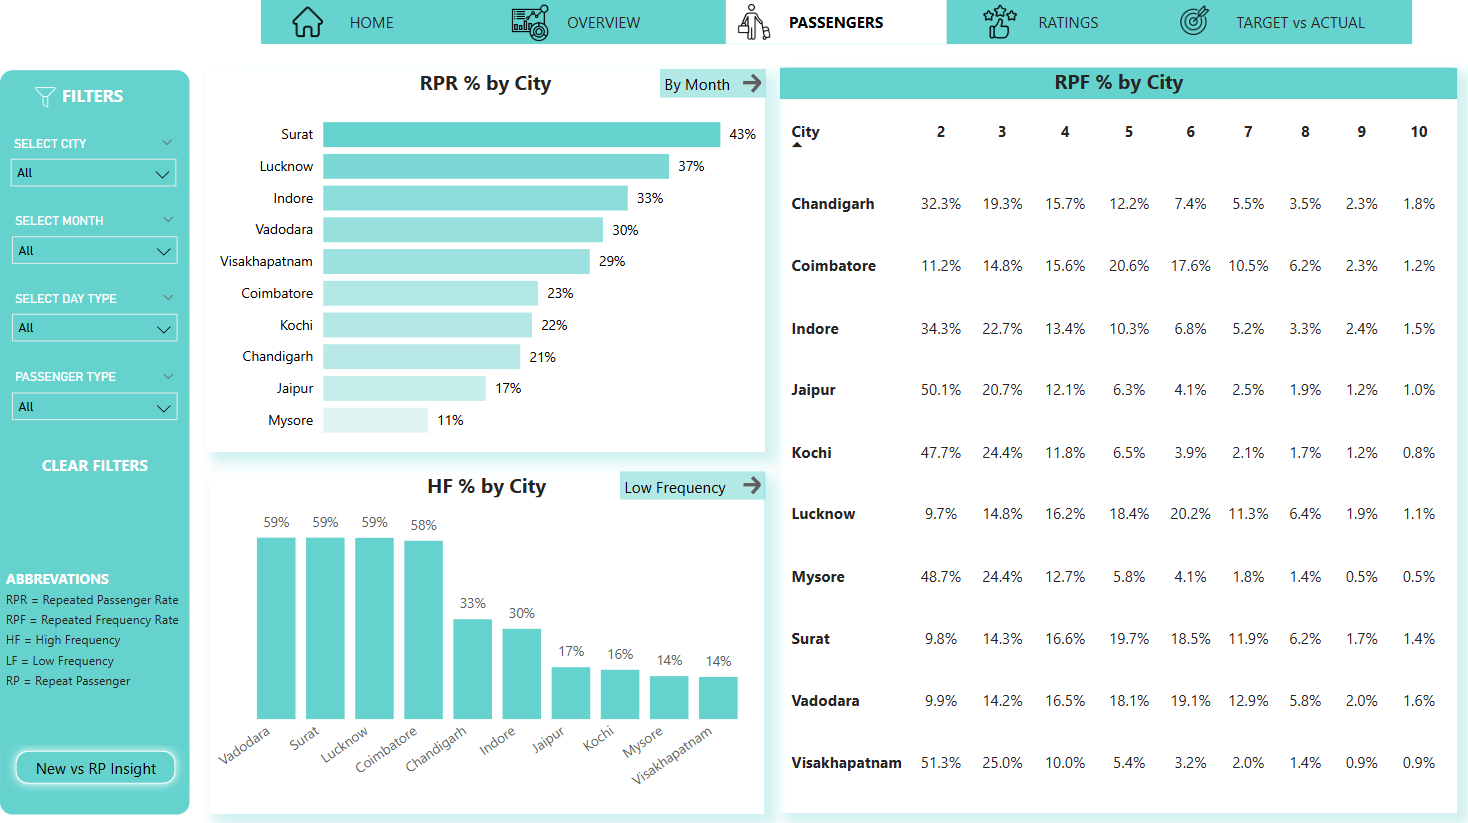 HOME OVERVIEW PASSENGERS RATINGS TARGET vs ACTUAL
FILTERS
SELECT CITY
All
SELECT MONTH
All
SELECT DAY TYPE
All
PASSENGER TYPE
All
CLEAR FILTERS
ABBREVATIONS
RPR = Repeated Passenger Rate
RPF = Repeated Frequency Rate
HF = High Frequency
LF = Low Frequency
RP = Repeat Passenger
New vs RP Insight
RPR % by City
By Month
Surat 43%
Lucknow 37%
Indore 33%
Vadodara 30%
Visakhapatnam 29%
Coimbatore 23%
Kochi 22%
Chandigarh 21%
Jaipur 17%
Mysore 11%
HF % by City
Low Frequency
59% 59% 59% 58% 33% 30% 17% 16% 14% 14%
Vadodara Surat Lucknow Coimbatore Chandigarh Indore Jaipur Kochi Mysore Visakhapatnam
RPF % by City
City 2 3 4 5 6 7 8 9 10
Chandigarh 32.3% 19.3% 15.7% 12.2% 7.4% 5.5% 3.5% 2.3% 1.8%
Coimbatore 11.2% 14.8% 15.6% 20.6% 17.6% 10.5% 6.2% 2.3% 1.2%
Indore 34.3% 22.7% 13.4% 10.3% 6.8% 5.2% 3.3% 2.4% 1.5%
Jaipur 50.1% 20.7% 12.1% 6.3% 4.1% 2.5% 1.9% 1.2% 1.0%
Kochi 47.7% 24.4% 11.8% 6.5% 3.9% 2.1% 1.7% 1.2% 0.8%
Lucknow 9.7% 14.8% 16.2% 18.4% 20.2% 11.3% 6.4% 1.9% 1.1%
Mysore 48.7% 24.4% 12.7% 5.8% 4.1% 1.8% 1.4% 0.5% 0.5%
Surat 9.8% 14.3% 16.6% 19.7% 18.5% 11.9% 6.2% 1.7% 1.4%
Vadodara 9.9% 14.2% 16.5% 18.1% 19.1% 12.9% 5.8% 2.0% 1.6%
Visakhapatnam 51.3% 25.0% 10.0% 5.4% 3.2% 2.0% 1.4% 0.9% 0.9%